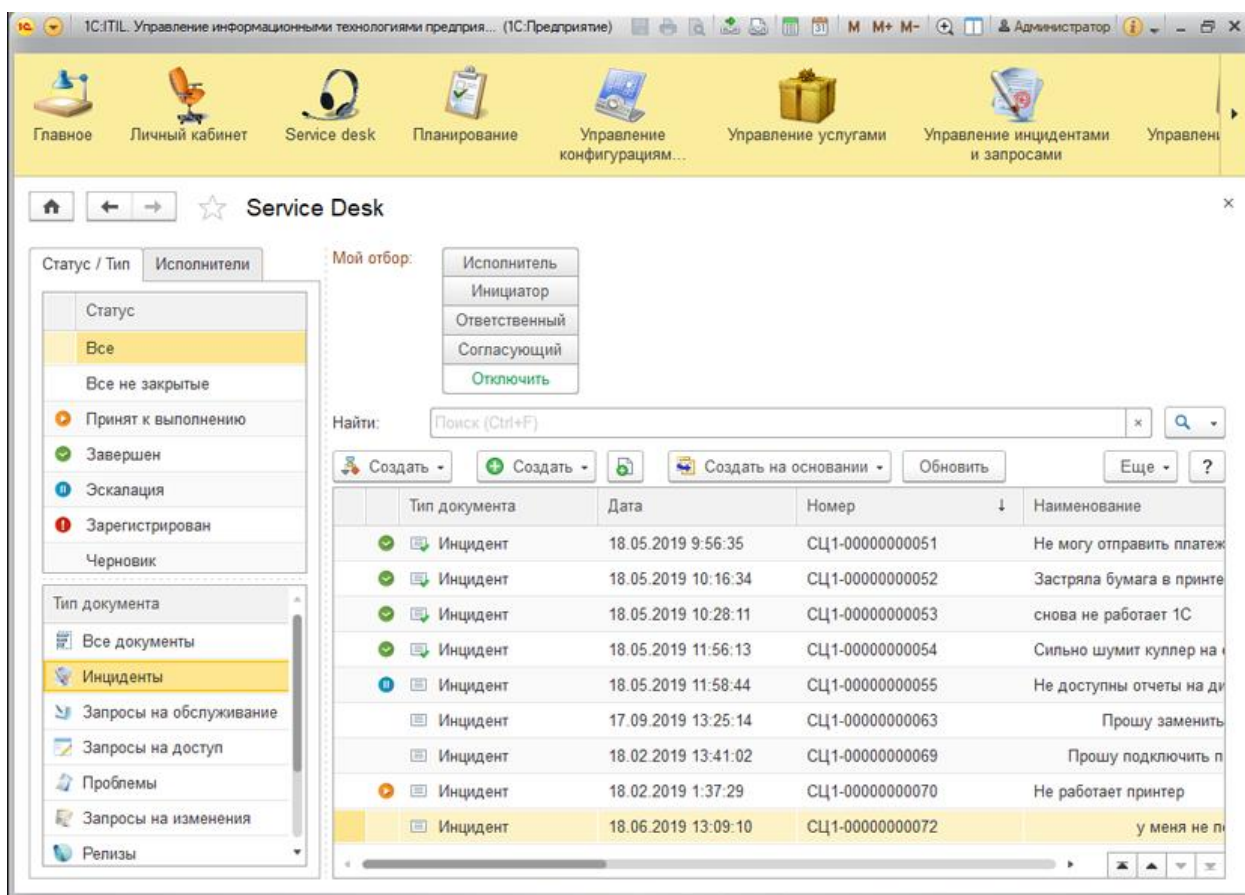 1С:ITIL. Управление информационными технологиями предприя... (1С:Предприятие)
M M+ M-
Администратор
Главное
Личный кабинет
Service desk
Планирование
Управление конфигурациям...
Управление услугами
Управление инцидентами и запросами
Service Desk
Статус / Тип
Исполнители
Статус
Все
Все не закрытые
Принят к выполнению
Завершен
Эскалация
Зарегистрирован
Черновик
Тип документа
Все документы
Инциденты
Запросы на обслуживание
Запросы на доступ
Проблемы
Запросы на изменения
Релизы
Мой отбор:
Исполнитель
Инициатор
Ответственный
Согласующий
Отключить
Найти:
Поиск (Ctrl+F)
Создать
Создать
Создать на основании
Обновить
Еще
?
Тип документа Дата Номер Наименование
Инцидент 18.05.2019 9:56:35 СЦ1-00000000051 Не могу отправить платеж
Инцидент 18.05.2019 10:16:34 СЦ1-00000000052 Застряла бумага в принте
Инцидент 18.05.2019 10:28:11 СЦ1-00000000053 снова не работает 1С
Инцидент 18.05.2019 11:56:13 СЦ1-00000000054 Сильно шумит куллер на
Инцидент 18.05.2019 11:58:44 СЦ1-00000000055 Не доступны отчеты на ди
Инцидент 17.09.2019 13:25:14 СЦ1-00000000063 Прошу заменить
Инцидент 18.02.2019 13:41:02 СЦ1-00000000069 Прошу подключить п
Инцидент 18.02.2019 1:37:29 СЦ1-00000000070 Не работает принтер
Инцидент 18.06.2019 13:09:10 СЦ1-00000000072 у меня не